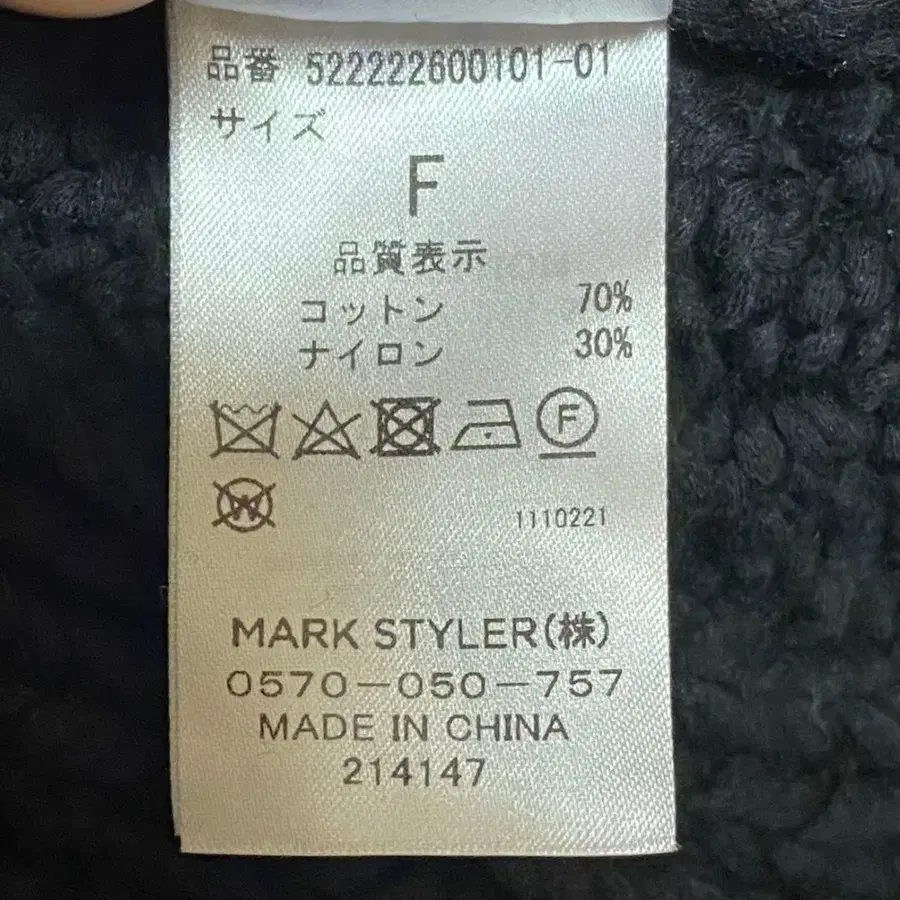 品番 522222600101-01
サイズ
F
品質表示
コットン 70%
ナイロン 30%
F
W
1110221
MARK STYLER(株)
0570-050-757
MADE IN CHINA
214147